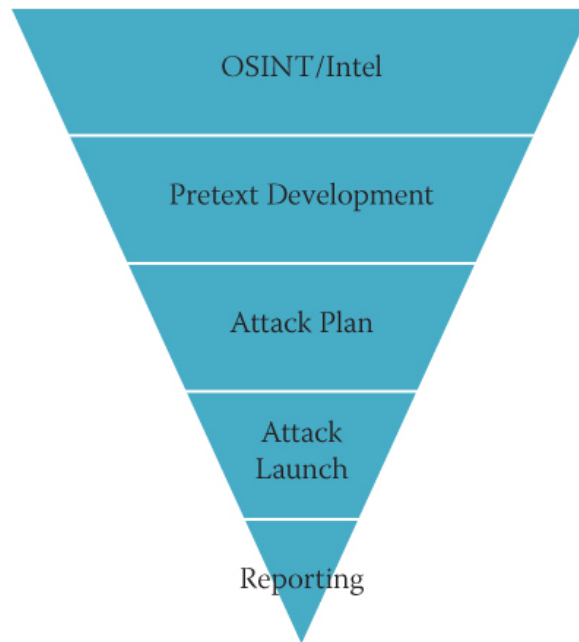 OSINT/Intel
Pretext Development
Attack Plan
Attack
Launch
Reporting